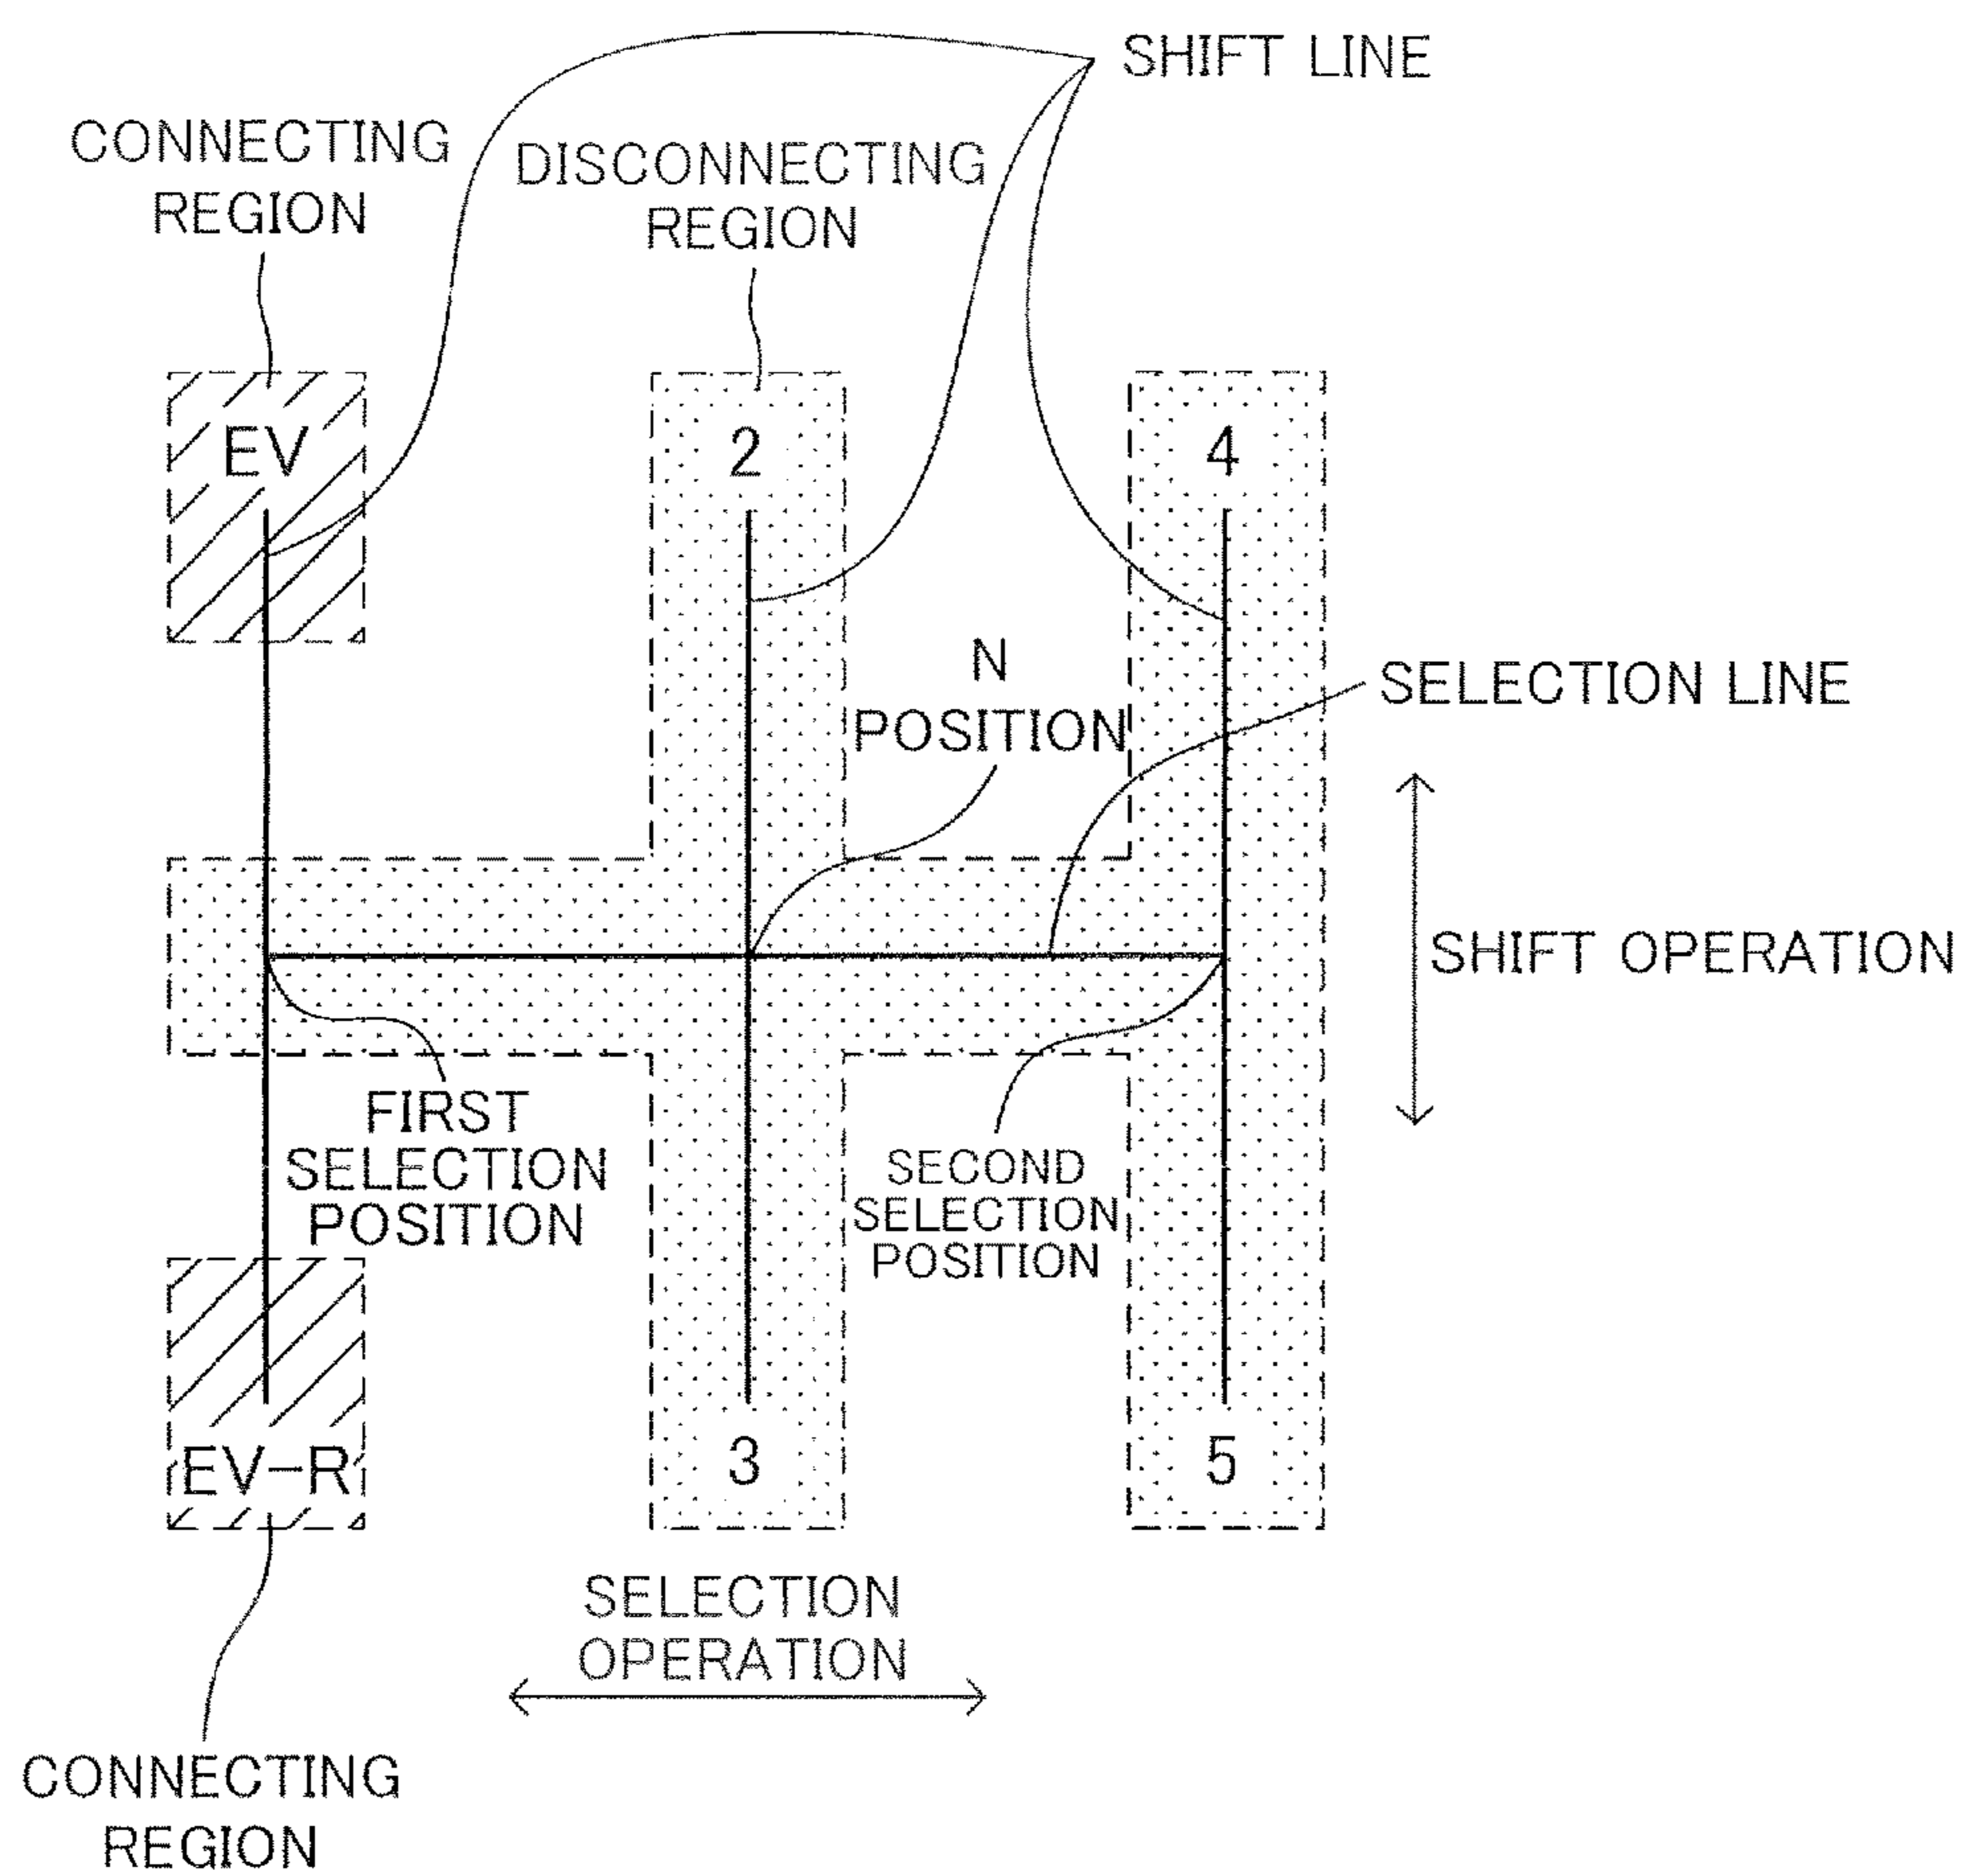 SHIFT LINE
CONNECTING
REGION
DISCONNECTING
REGION
EV
2
4
N
POSITION
SELECTION LINE
SHIFT OPERATION
FIRST
SELECTION
POSITION
SECOND
SELECTION
POSITION
EV-R
3
5
SELECTION
OPERATION
CONNECTING
REGION